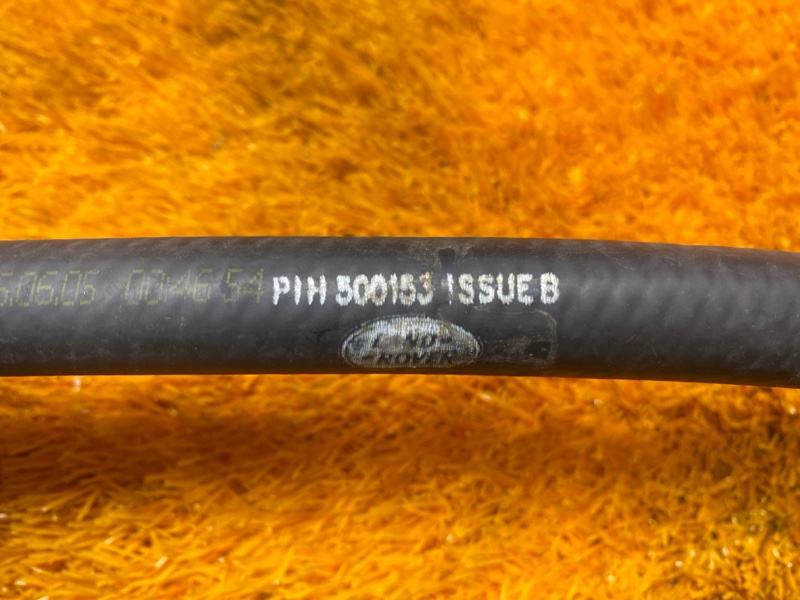 .06.05 00:46 54 PIH 500153 ISSUE B
LAND-
-ROVER